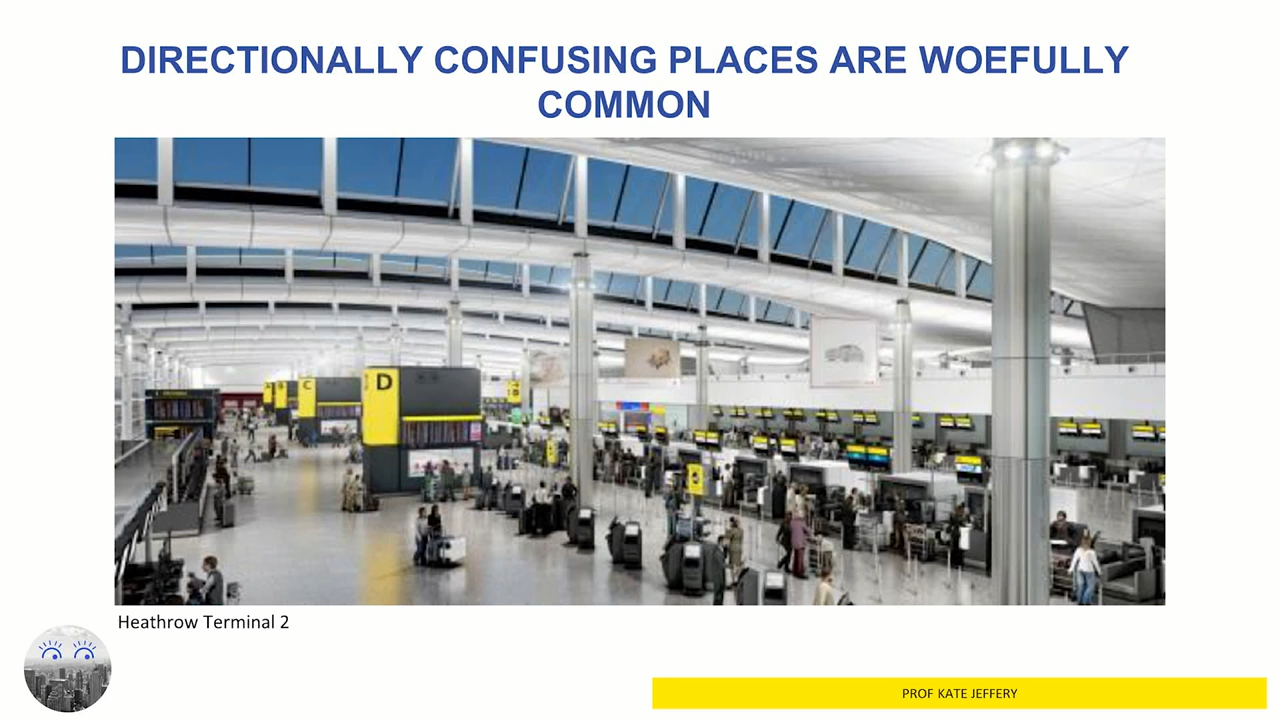 DIRECTIONALLY CONFUSING PLACES ARE WOEFULLY
COMMON
A
B
C
D
Heathrow Terminal 2
PROF KATE JEFFERY